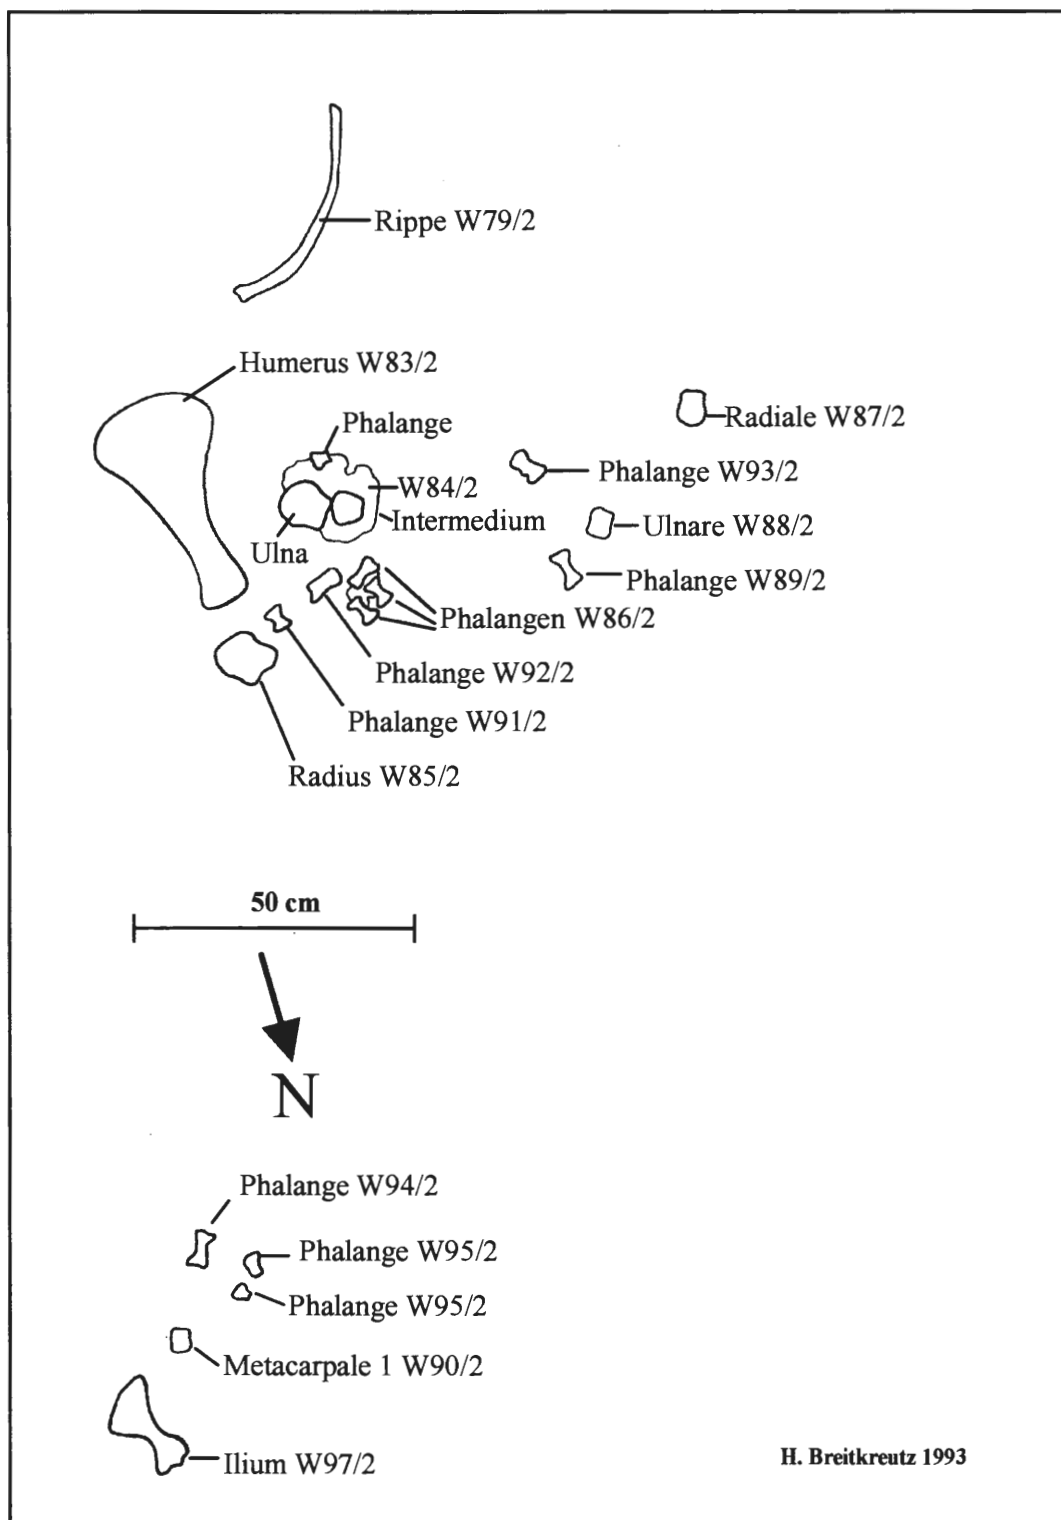 Rippe W79/2
Humerus W83/2
Phalange
Radiale W87/2
Phalange W93/2
W84/2
Intermedium
Ulnare W88/2
Ulna
Phalange W89/2
Phalangen W86/2
Phalange W92/2
Phalange W91/2
Radius W85/2
50 cm
N
Phalange W94/2
Phalange W95/2
Phalange W95/2
Metacarpale 1 W90/2
Ilium W97/2
H. Breitkreutz 1993